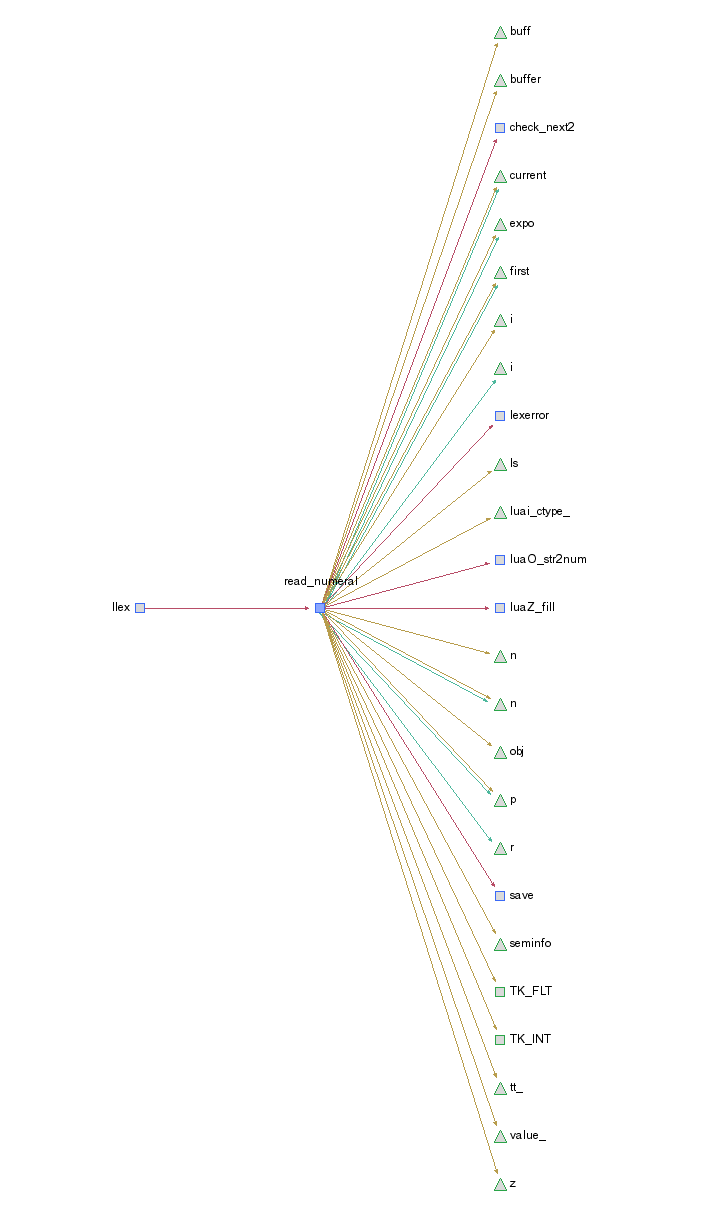 buff
buffer
check_next2
current
expo
first
i
i
lexerror
ls
luai_ctype_
luaO_str2num
read_numeral
llex
luaZ_fill
n
n
obj
p
r
save
seminfo
TK_FLT
TK_INT
tt_
value_
z